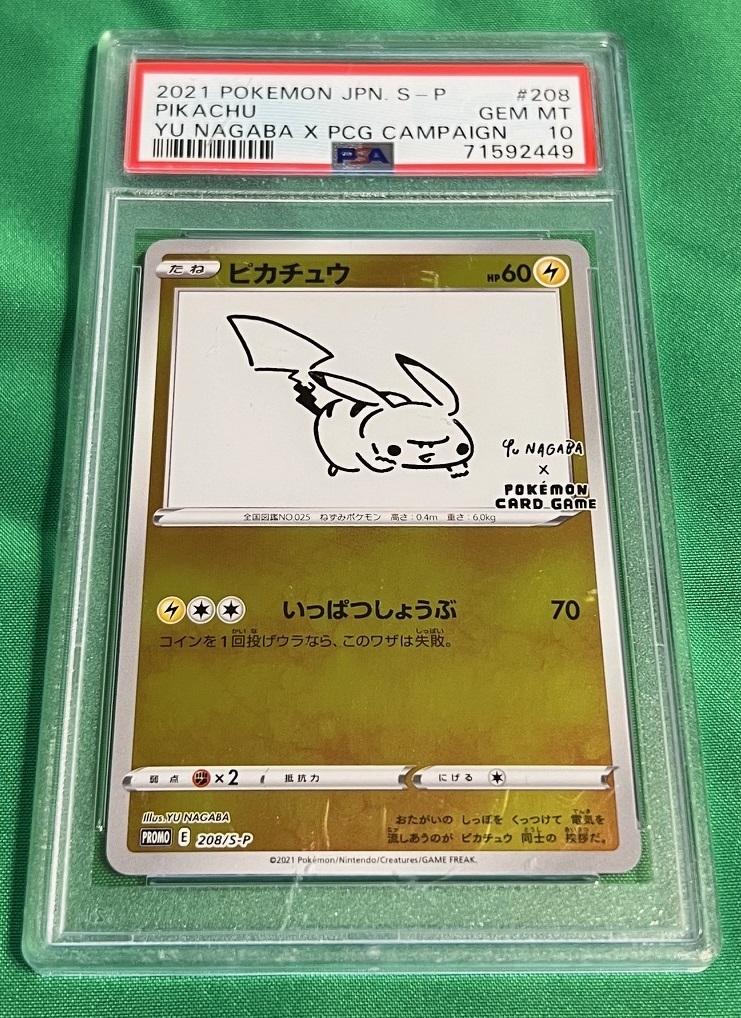 2021 POKEMON JPN. S-P #208
PIKACHU GEM MT
YU NAGABA X PCG CAMPAIGN 10
PSA 71592449
たね ピカチュウ HP60
YU NAGABA
×
POKÉMON
CARD GAME
全国図鑑NO.025 ねずみポケモン 高さ:0.4m 重さ:6.0kg
いっぱつしょうぶ 70
コインを1回投げウラなら、このワザは失敗。
弱点 ×2 抵抗力 にげる
Illus. YU NAGABA
おたがいの しっぽを くっつけて 電気を
流しあうのが ピカチュウ 同士の 挨拶だ。
PROMO E 208/S-P
©2021 Pokémon/Nintendo/Creatures/GAME FREAK.